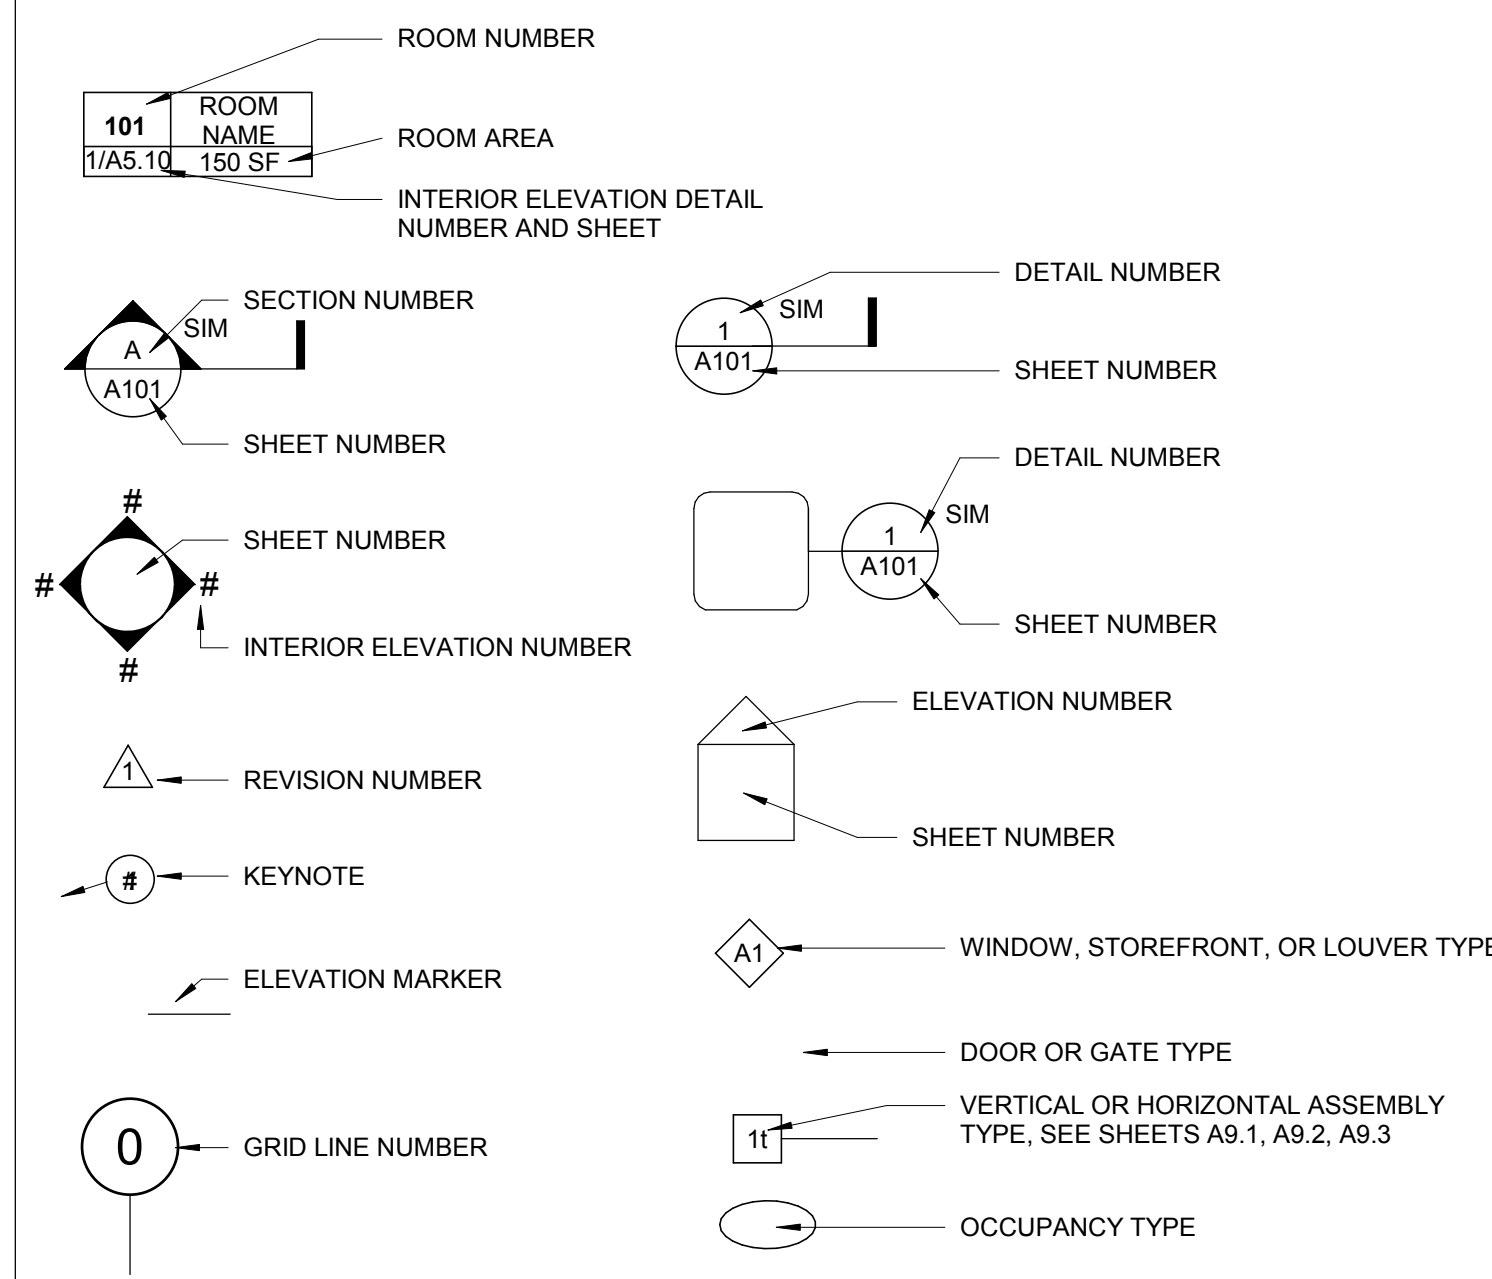 ROOM NUMBER
101
ROOM
NAME
1/A5.10
150 SF
ROOM AREA
INTERIOR ELEVATION DETAIL
NUMBER AND SHEET
SECTION NUMBER
SIM
A
A101
SHEET NUMBER
#
SHEET NUMBER
# #
INTERIOR ELEVATION NUMBER
#
1
REVISION NUMBER
#
KEYNOTE
ELEVATION MARKER
0
GRID LINE NUMBER
DETAIL NUMBER
SIM
1
A101
SHEET NUMBER
DETAIL NUMBER
SIM
1
A101
SHEET NUMBER
ELEVATION NUMBER
SHEET NUMBER
A1
WINDOW, STOREFRONT, OR LOUVER TYPE
DOOR OR GATE TYPE
VERTICAL OR HORIZONTAL ASSEMBLY
1t
TYPE, SEE SHEETS A9.1, A9.2, A9.3
OCCUPANCY TYPE